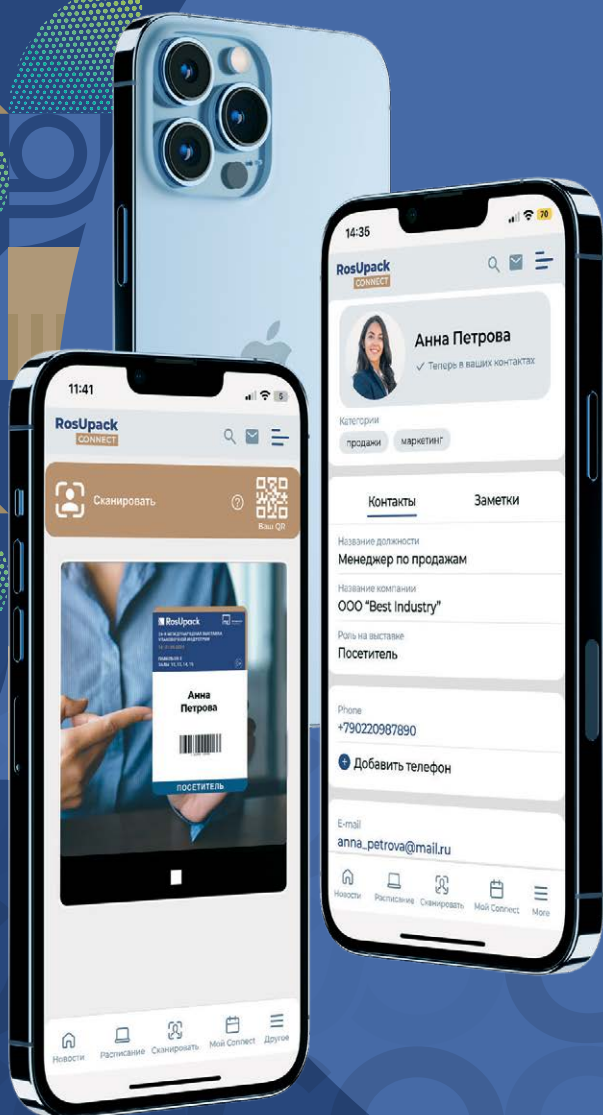 11:41
5
RosUpack
CONNECT
Сканировать
?
Ваш QR
RosUpack
Анна
Петрова
ПОСЕТИТЕЛЬ
Новости
Расписание
Сканировать
Мой Connect
Другое
14:35
70
RosUpack
CONNECT
Анна Петрова
✓ Теперь в ваших контактах
Категории
продажи
маркетинг
Контакты
Заметки
Название должности
Менеджер по продажам
Название компании
ООО “Best Industry”
Роль на выставке
Посетитель
Phone
+790220987890
+ Добавить телефон
E-mail
anna_petrova@mail.ru
Новости
Расписание
Сканировать
Мой Connect
More